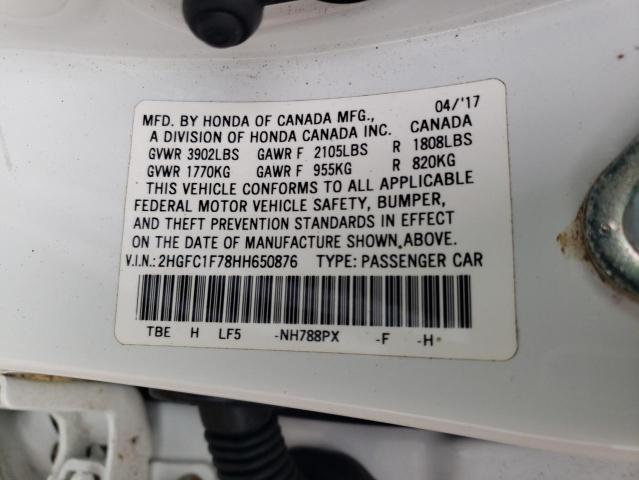 MFD. BY HONDA OF CANADA MFG., 04/'17
A DIVISION OF HONDA CANADA INC. CANADA
GVWR 3902LBS GAWR F 2105LBS R 1808LBS
GVWR 1770KG GAWR F 955KG R 820KG
THIS VEHICLE CONFORMS TO ALL APPLICABLE
FEDERAL MOTOR VEHICLE SAFETY, BUMPER,
AND THEFT PREVENTION STANDARDS IN EFFECT
ON THE DATE OF MANUFACTURE SHOWN ABOVE.
V.I.N.: 2HGFC1F78HH650876 TYPE: PASSENGER CAR
TBE H LF5 -NH788PX -F -H